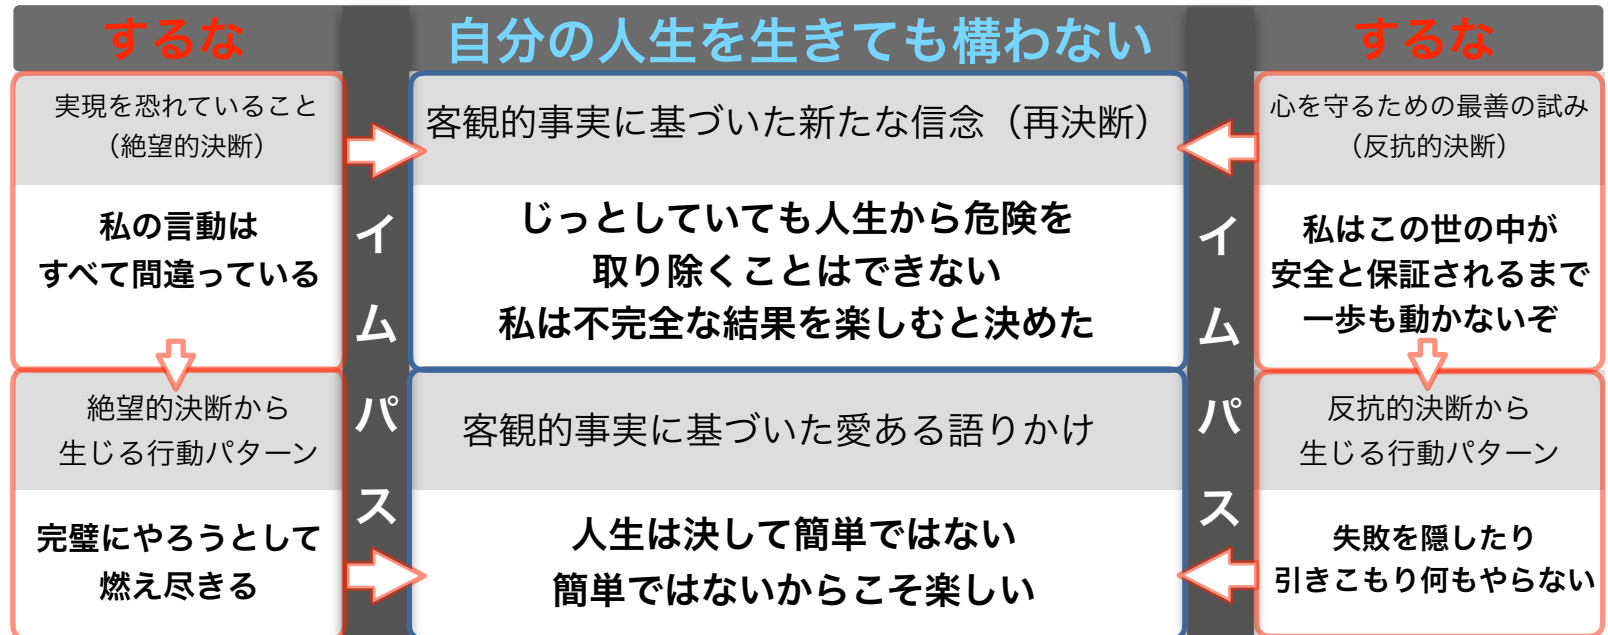 するな
自分の人生を生きても構わない
するな
実現を恐れていること
（絶望的決断）
私の言動は
すべて間違っている
絶望的決断から
生じる行動パターン
完璧にやろうとして
燃え尽きる
イムパス
客観的事実に基づいた新たな信念（再決断）
じっとしていても人生から危険を
取り除くことはできない
私は不完全な結果を楽しむと決めた
客観的事実に基づいた愛ある語りかけ
人生は決して簡単ではない
簡単ではないからこそ楽しい
イムパス
心を守るための最善の試み
（反抗的決断）
私はこの世の中が
安全と保証されるまで
一歩も動かないぞ
反抗的決断から
生じる行動パターン
失敗を隠したり
引きこもり何もやらない